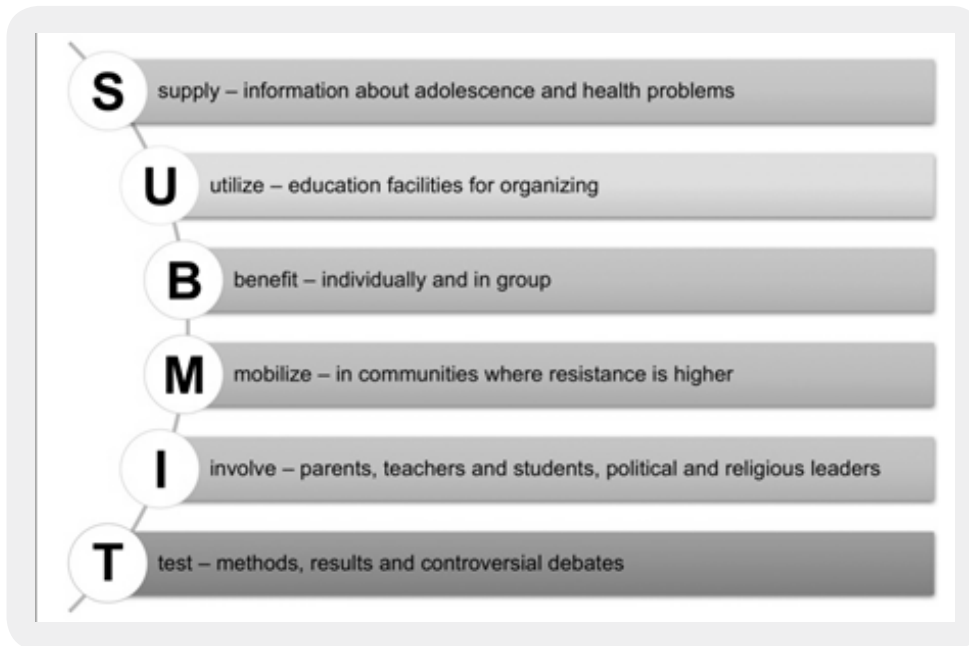 S supply – information about adolescence and health problems
U utilize – education facilities for organizing
B benefit – individually and in group
M mobilize – in communities where resistance is higher
I involve – parents, teachers and students, political and religious leaders
T test – methods, results and controversial debates